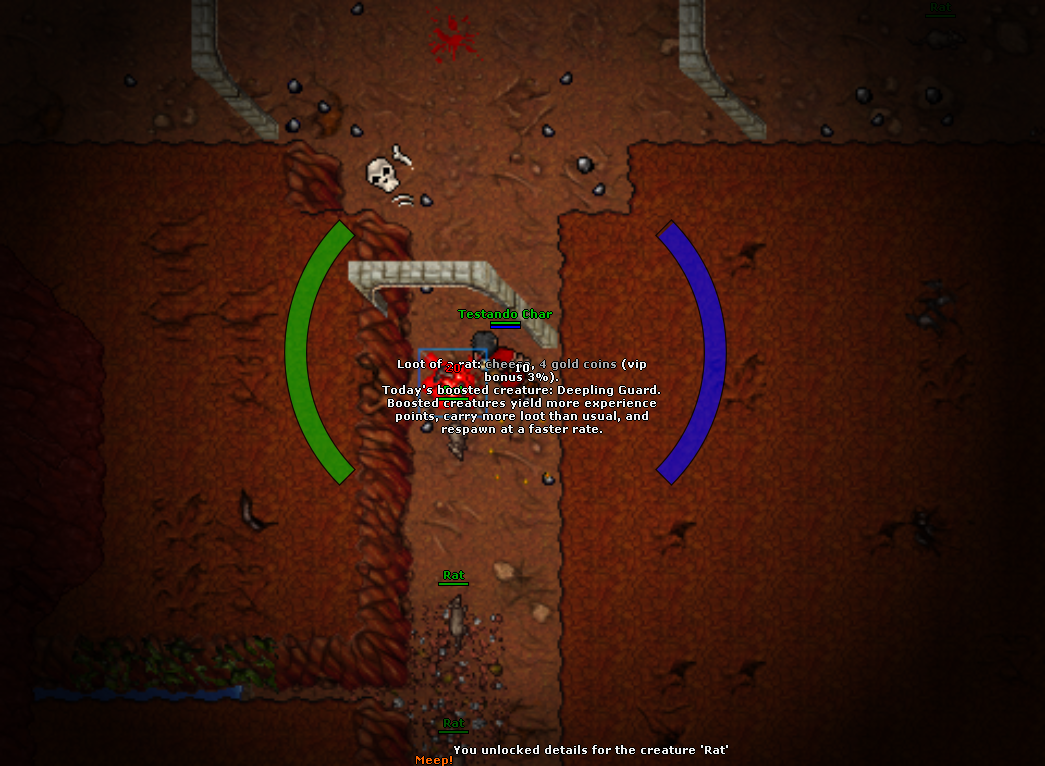 Rat
Testando Char
Loot of a rat: cheese, 4 gold coins (vip
bonus 3%).
20
10
Today's boosted creature: Deepling Guard.
Boosted creatures yield more experience
points, carry more loot than usual, and
respawn at a faster rate.
Rat
Rat
You unlocked details for the creature 'Rat'
Meep!